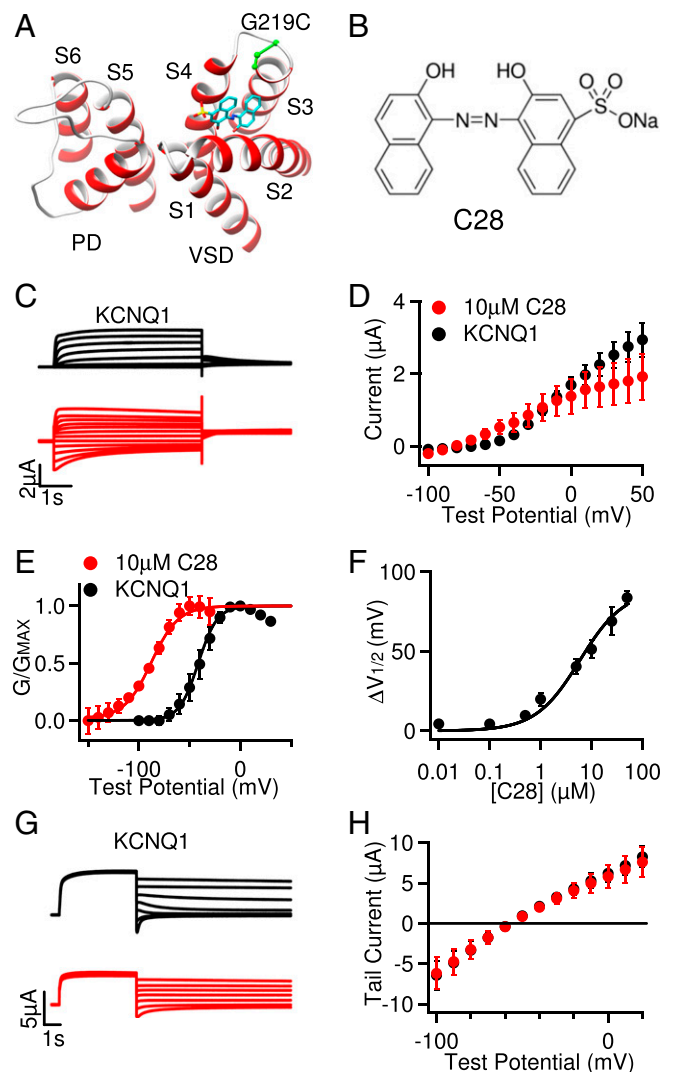 A
G219C
S6
S5
S4
S3
S2
S1
PD
VSD
B
OH
HO
O
O
S
ONa
N=N
C28
C
KCNQ1
2μA
1s
D
10μM C28
KCNQ1
Current (μA)
4
2
0
-100
-50
0
50
Test Potential (mV)
E
10μM C28
KCNQ1
G/GMAX
1.0
0.5
0.0
-100
0
Test Potential (mV)
F
ΔV1/2 (mV)
100
50
0
0.01
0.1
1
10
100
[C28] (μM)
G
KCNQ1
5μA
1s
H
Tail Current (μA)
10
5
0
-5
-10
-100
0
Test Potential (mV)